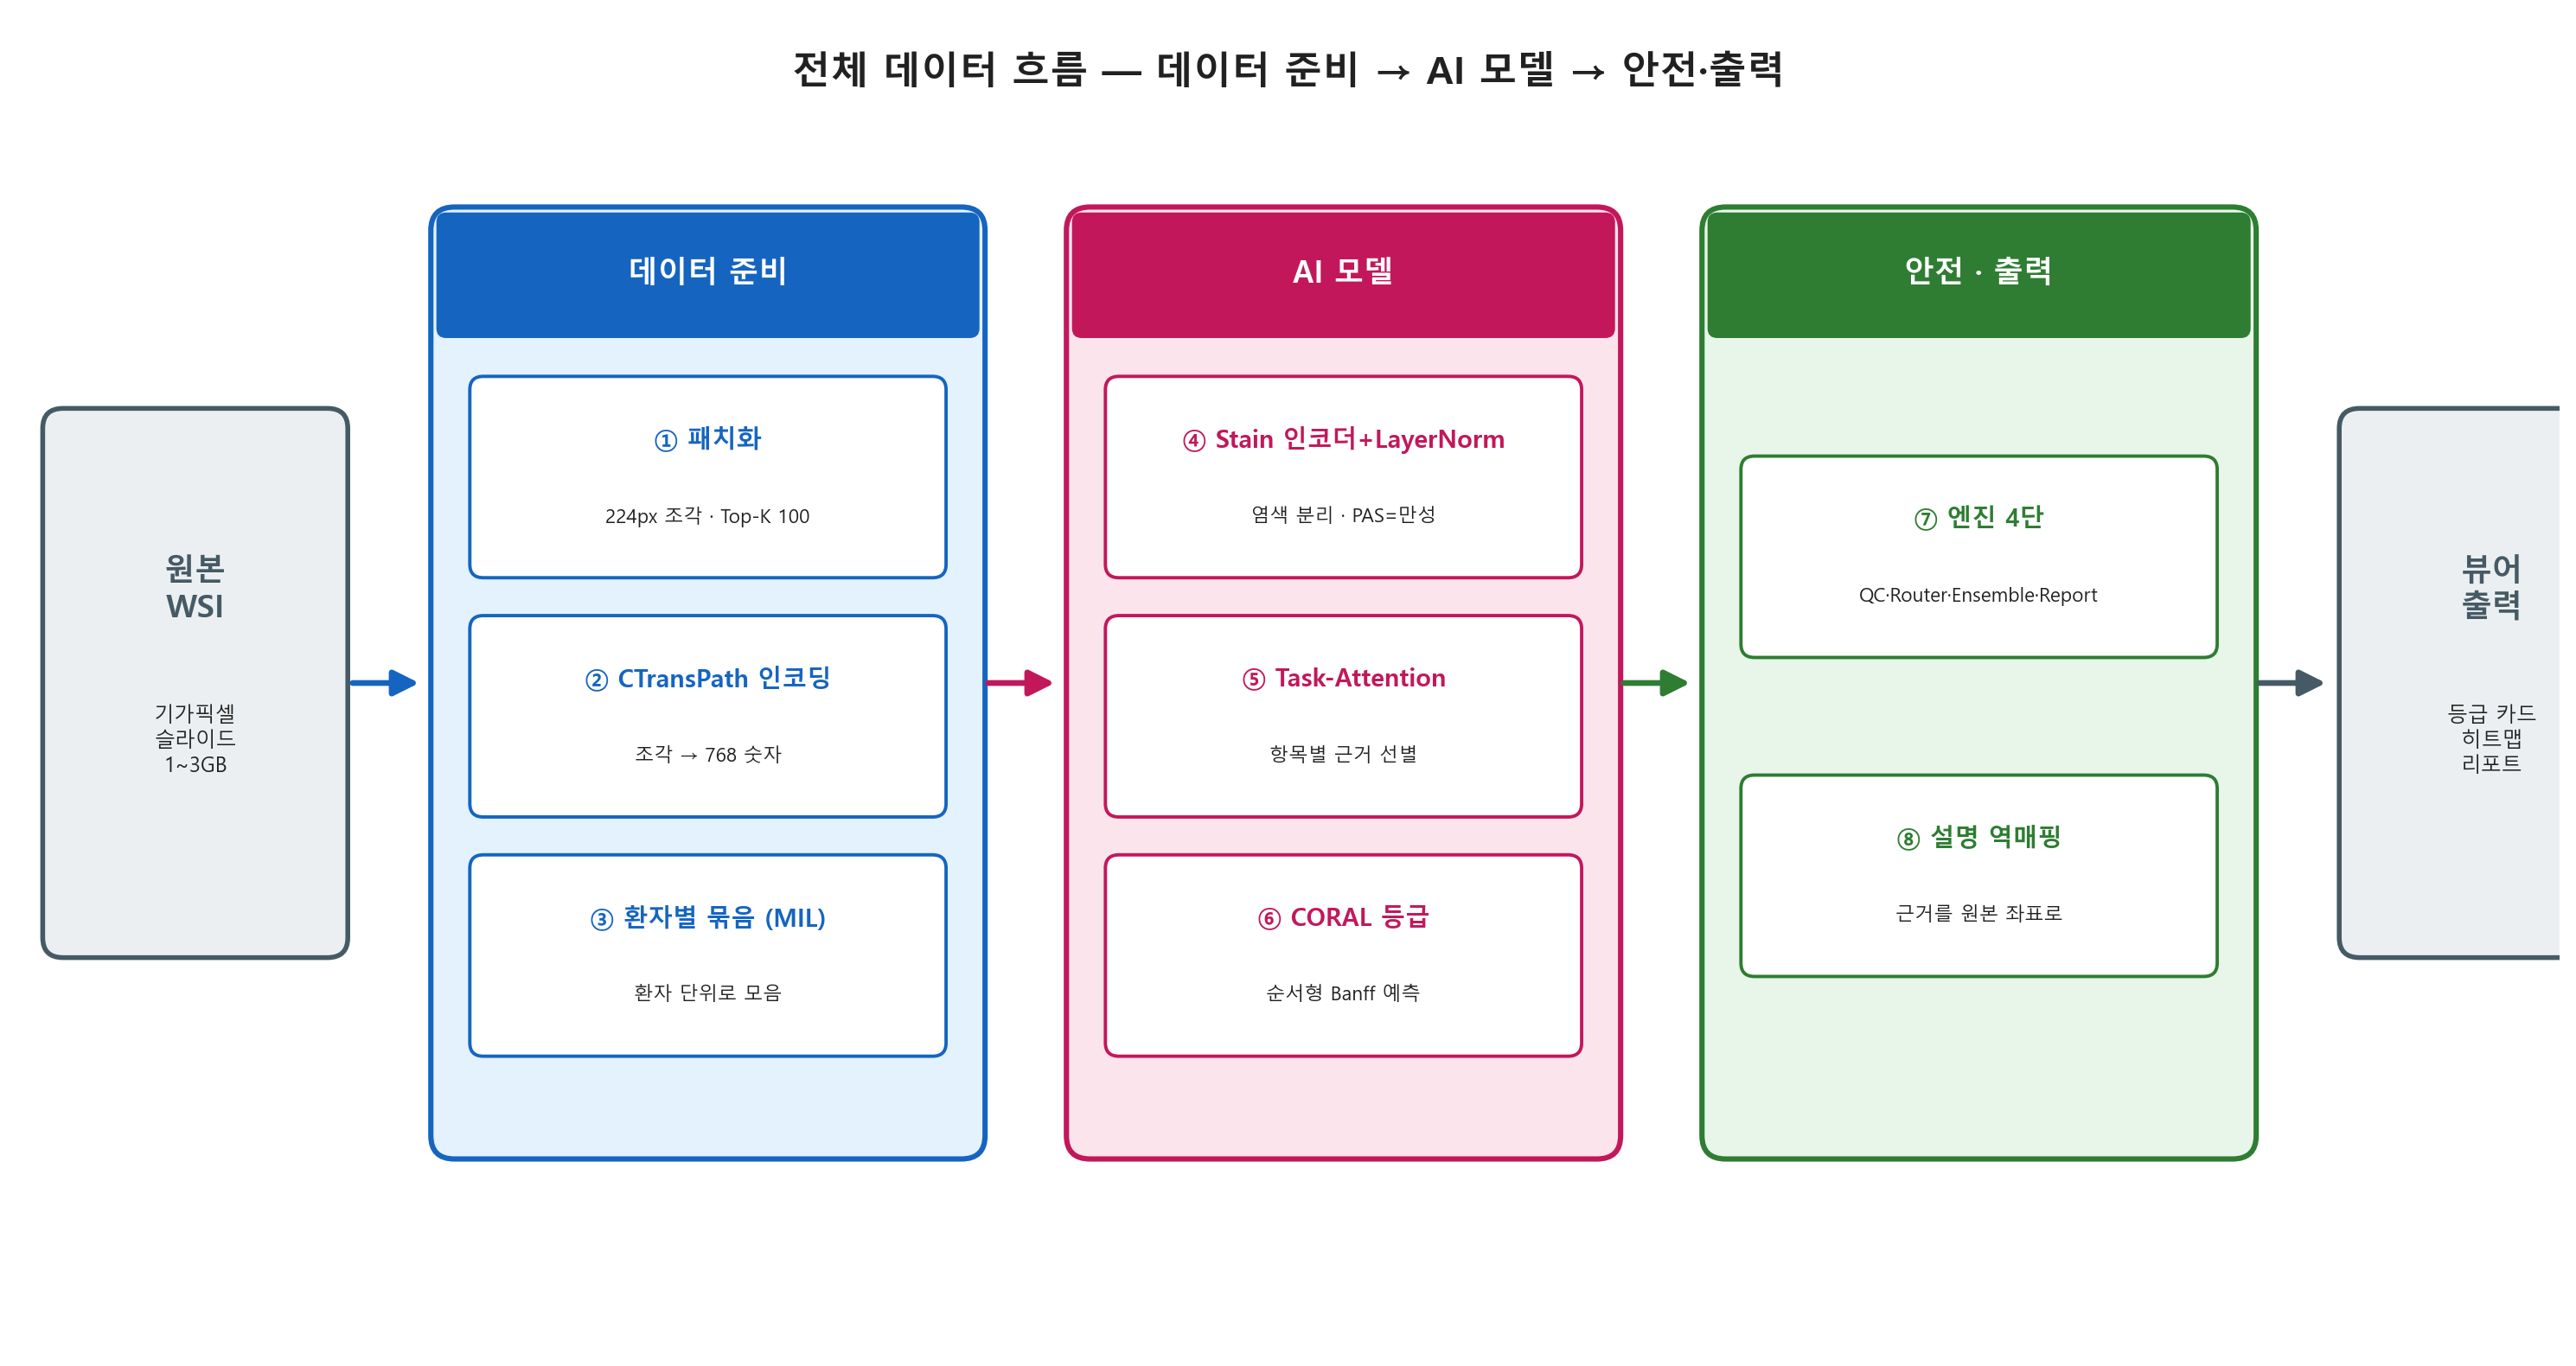 전체 데이터 흐름 — 데이터 준비 → AI 모델 → 안전·출력
원본
WSI
기가픽셀
슬라이드
1~3GB
데이터 준비
① 패치화
224px 조각 · Top-K 100
② CTransPath 인코딩
조각 → 768 숫자
③ 환자별 묶음 (MIL)
환자 단위로 모음
AI 모델
④ Stain 인코더+LayerNorm
염색 분리 · PAS=만성
⑤ Task-Attention
항목별 근거 선별
⑥ CORAL 등급
순서형 Banff 예측
안전 · 출력
⑦ 엔진 4단
QC·Router·Ensemble·Report
⑧ 설명 역매핑
근거를 원본 좌표로
뷰어
출력
등급 카드
히트맵
리포트